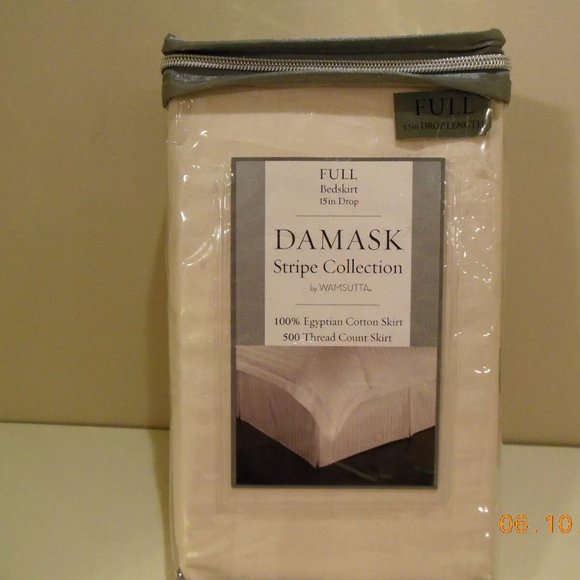 FULL
15in DROP LENGTH
FULL
Bedskirt
15in Drop
DAMASK
Stripe Collection
by WAMSUTTA®
100% Egyptian Cotton Skirt
500 Thread Count Skirt
06.10